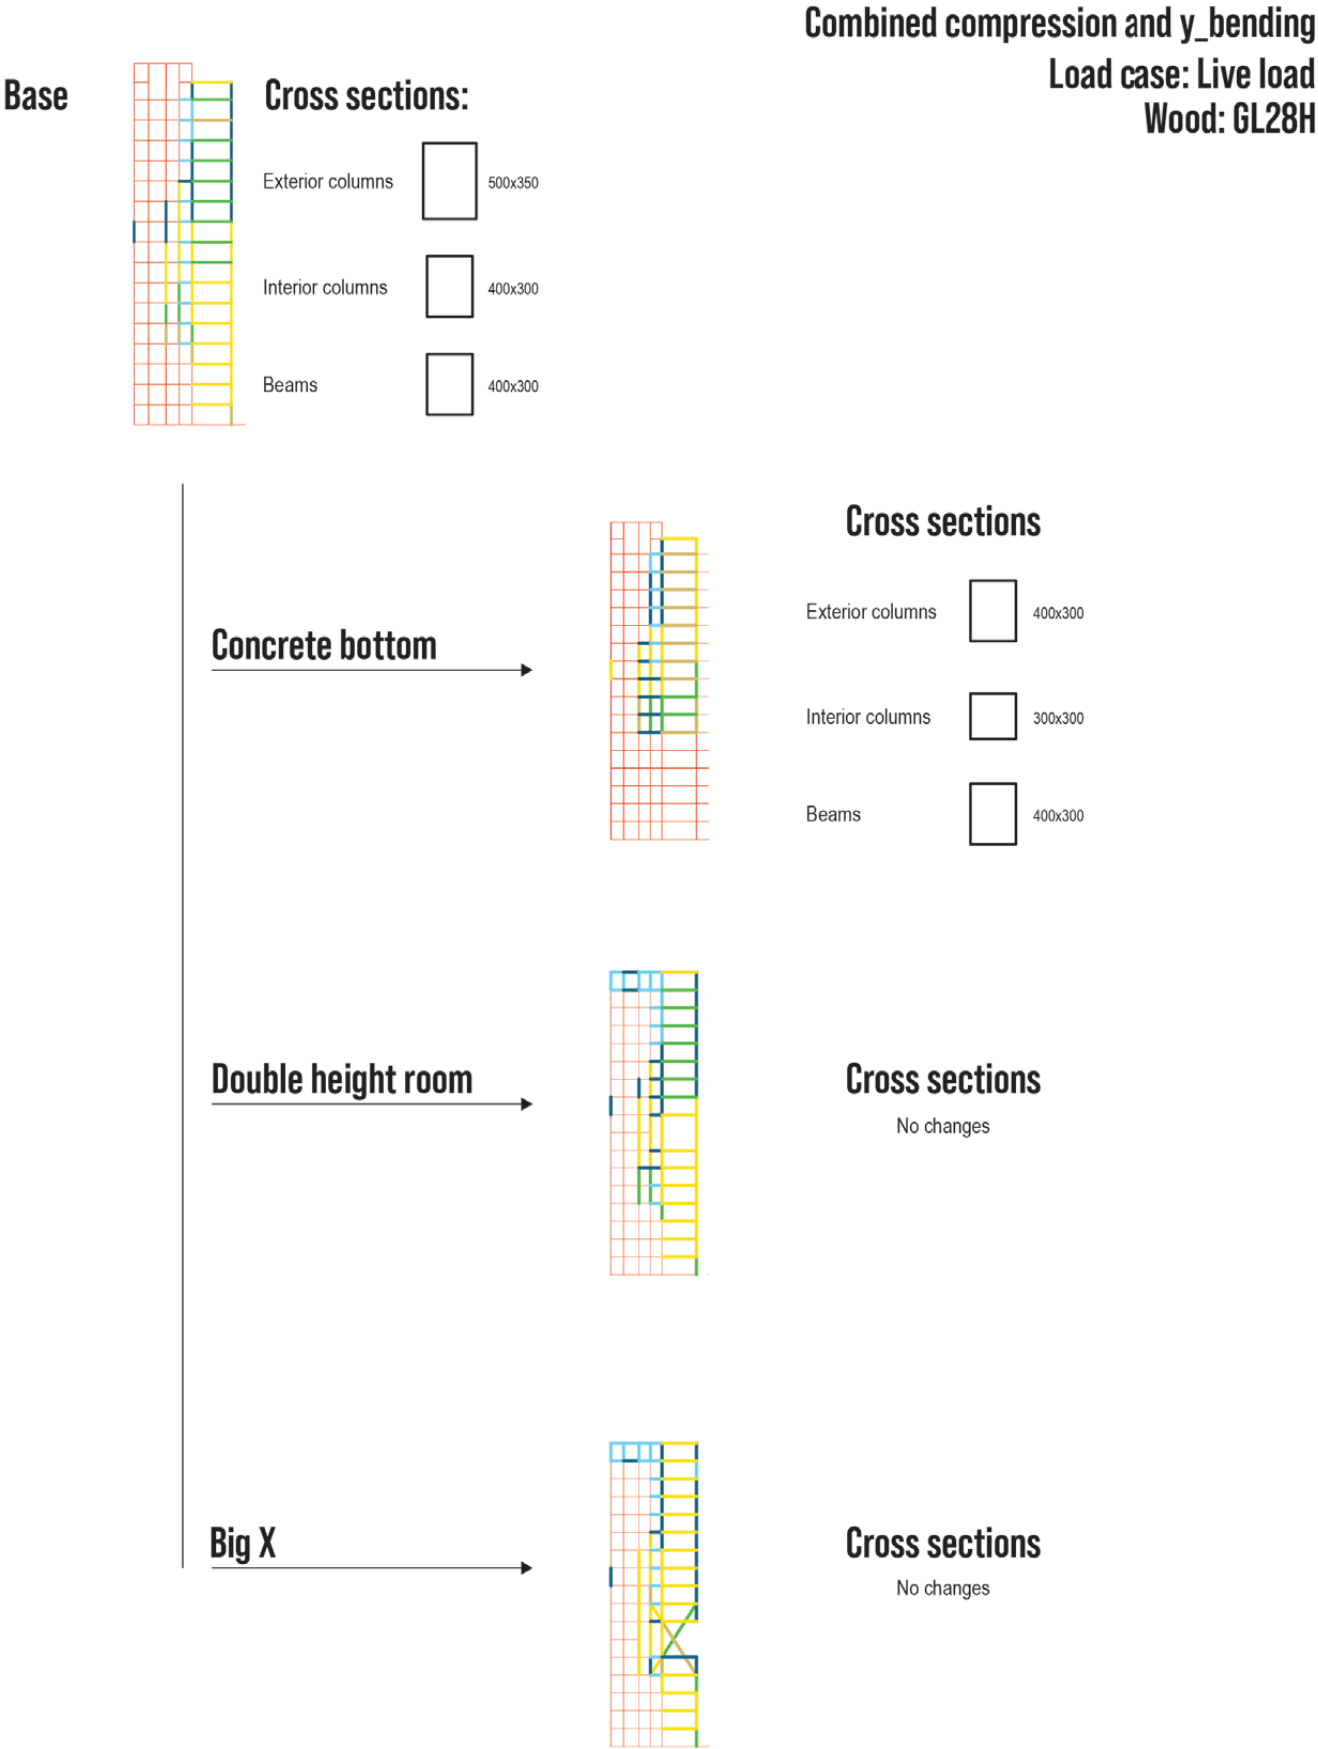 Combined compression and y_bending
Load case: Live load
Wood: GL28H
Base
Cross sections:
Exterior columns
500x350
Interior columns
400x300
Beams
400x300
Concrete bottom
Cross sections
Exterior columns
400x300
Interior columns
300x300
Beams
400x300
Double height room
Cross sections
No changes
Big X
Cross sections
No changes